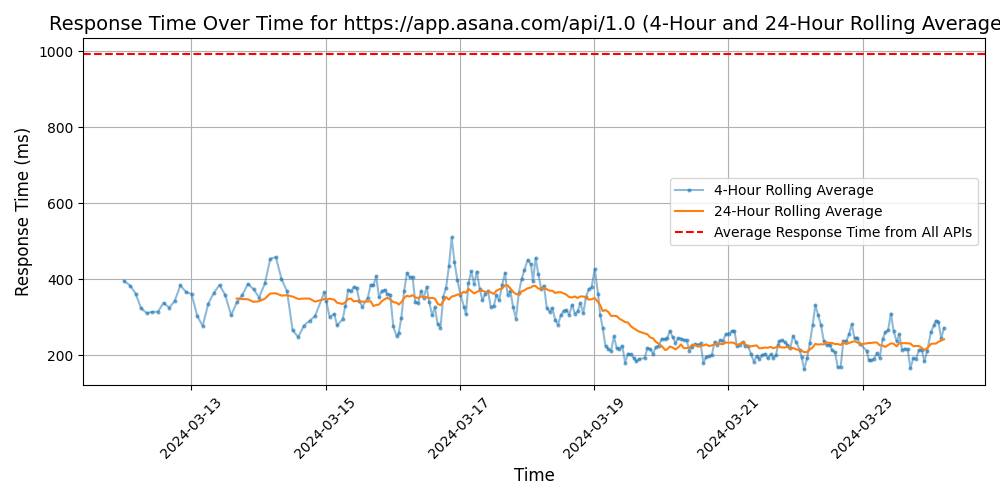 Response Time Over Time for https://app.asana.com/api/1.0 (4-Hour and 24-Hour Rolling Average
1000
800
600
400
200
Response Time (ms)
4-Hour Rolling Average
24-Hour Rolling Average
Average Response Time from All APIs
2024-03-13
2024-03-15
2024-03-17
2024-03-19
2024-03-21
2024-03-23
Time